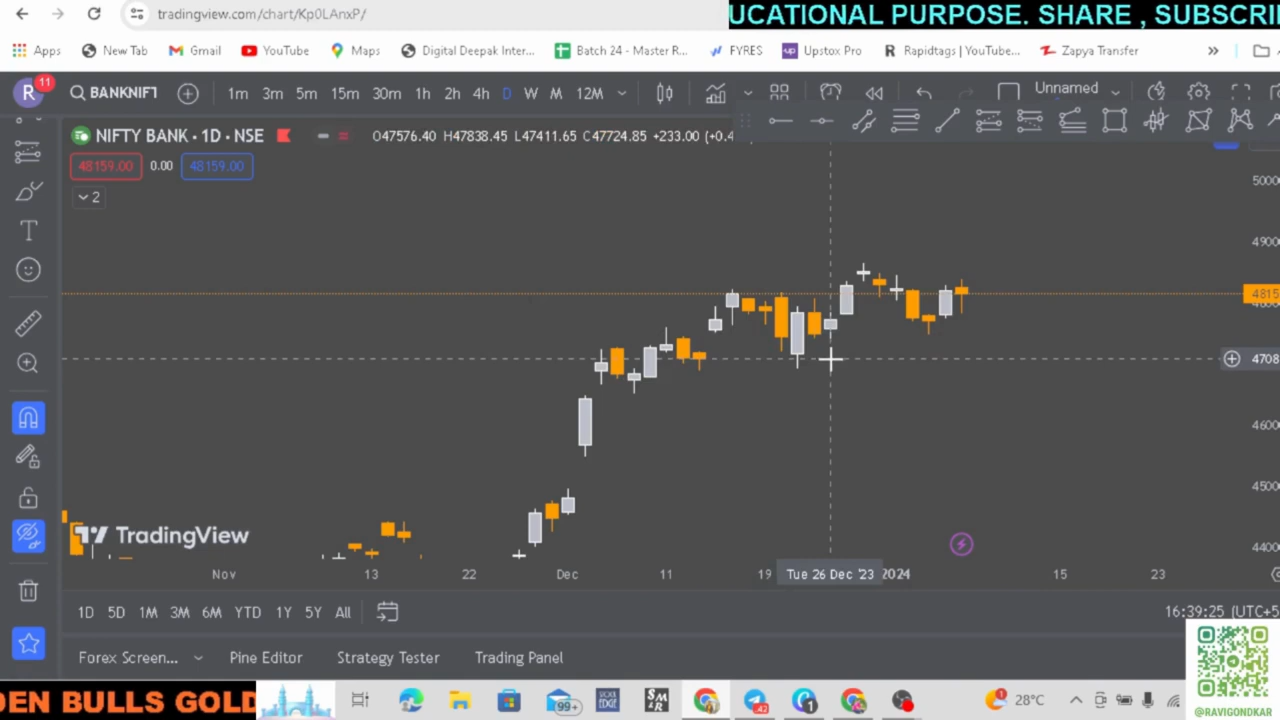 tradingview.com/chart/Kp0LAnxP/
UCATIONAL PURPOSE. SHARE , SUBSCRI
Apps New Tab Gmail YouTube Maps Digital Deepak Inter... Batch 24 - Master R... FYRES Upstox Pro Rapidtags | YouTube... Zapya Transfer »
R 11 BANKNIFT 1m 3m 5m 15m 30m 1h 2h 4h D W M 12M Unnamed
NIFTY BANK · 1D · NSE O47576.40 H47838.45 L47411.65 C47724.85 +233.00 (+0.4
48159.00 0.00 48159.00
2
5000
4900
4815
4708
4600
4500
4400
TradingView
Nov 13 22 Dec 11 19 Tue 26 Dec '23 2024 15 23
1D 5D 1M 3M 6M YTD 1Y 5Y All 16:39:25 (UTC+5
Forex Screen... Pine Editor Strategy Tester Trading Panel
DEN BULLS GOLD 99+ 42 1 28°C
@RAVIGONDKAR